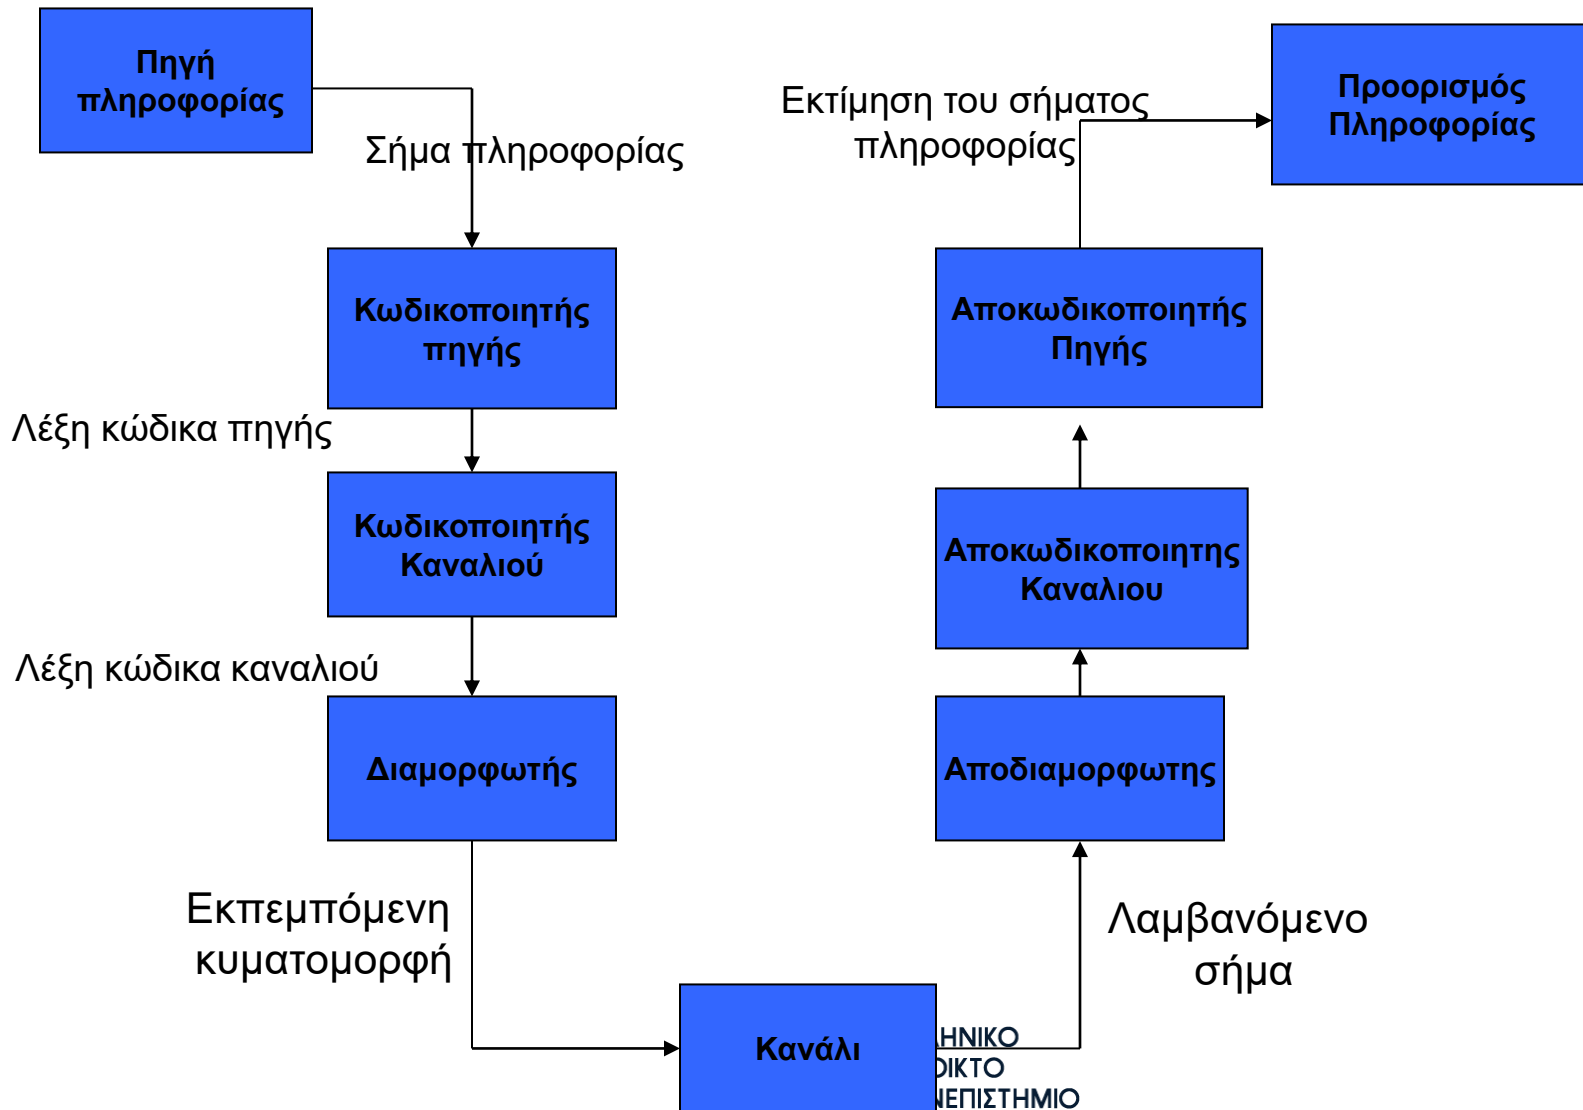 Πηγή
πληροφορίας
Σήμα πληροφορίας
Κωδικοποιητής
πηγής
Λέξη κώδικα πηγής
Κωδικοποιητής
Καναλιού
Λέξη κώδικα καναλιού
Διαμορφωτής
Εκπεμπόμενη
κυματομορφή
Κανάλι
Λαμβανόμενο
σήμα
Αποδιαμορφωτης
Αποκωδικοποιητης
Καναλιου
Αποκωδικοποιητής
Πηγής
Εκτίμηση του σήματος
πληροφορίας
Προορισμός
Πληροφορίας